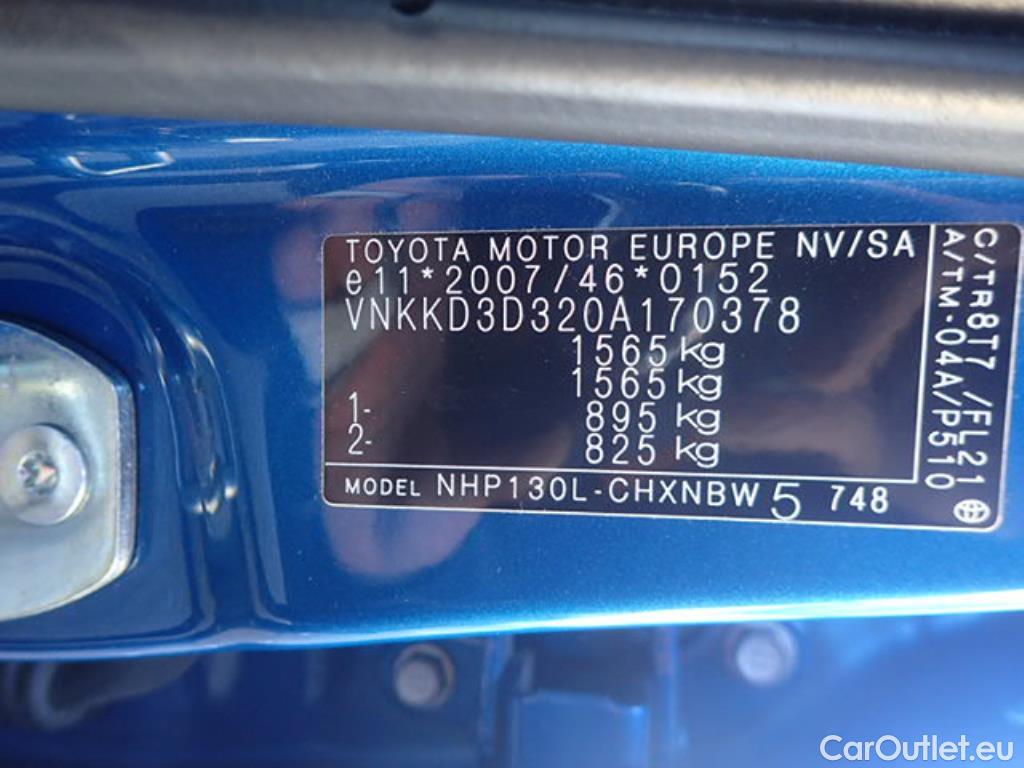 TOYOTA MOTOR EUROPE NV/SA
e11*2007/46*0152
VNKKD3D320A170378
1565 kg
1565 kg
1- 895 kg
2- 825 kg
MODEL NHP130L-CHXNBW 5 748
C/TR8T7 /FL21
A/TM·04A/P510
CarOutlet.eu